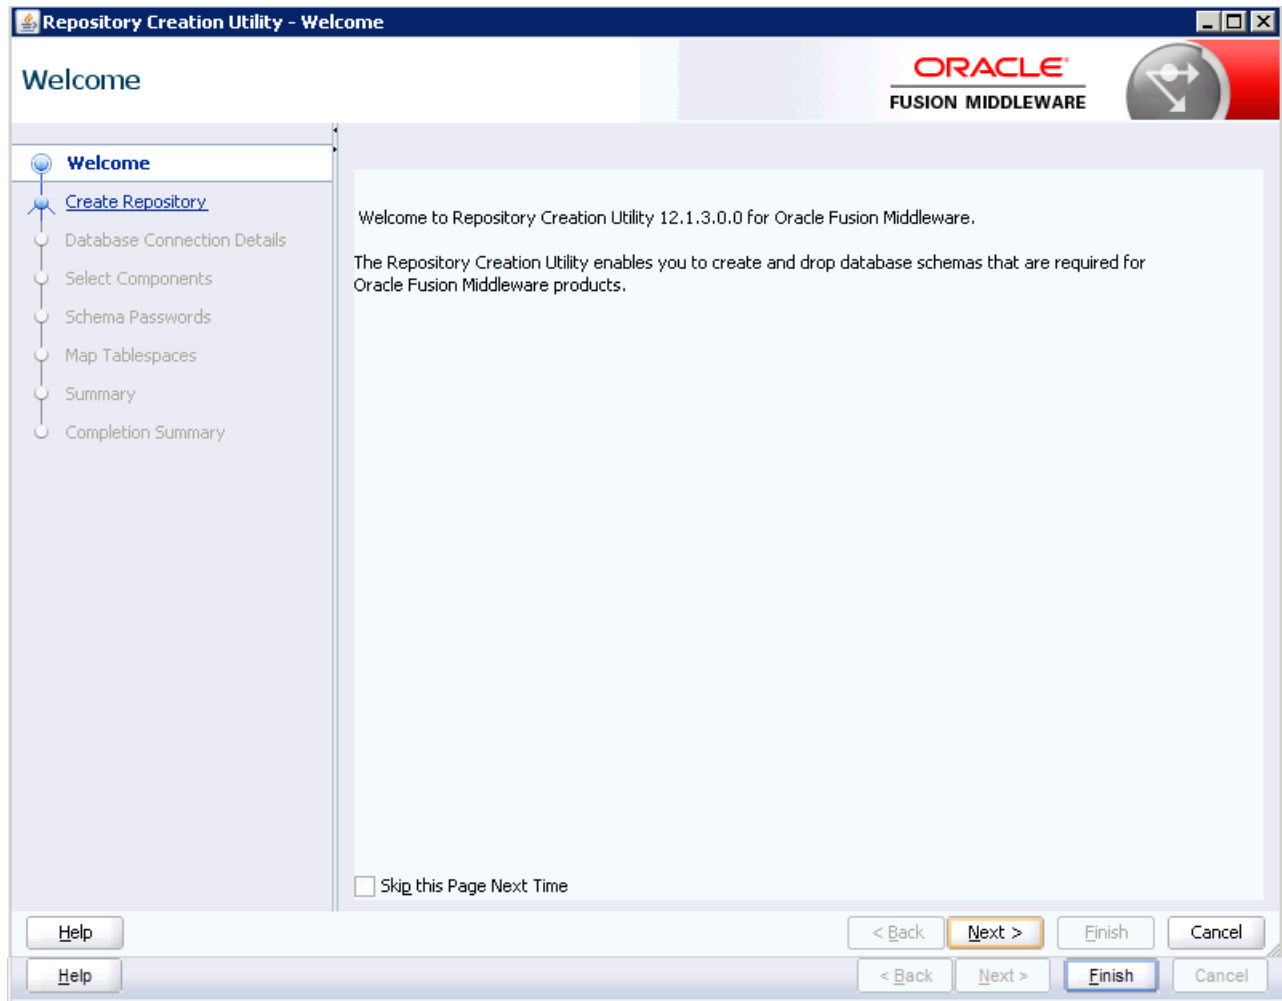 Repository Creation Utility - Welcome
Welcome
ORACLE
FUSION MIDDLEWARE
Welcome
Create Repository
Database Connection Details
Select Components
Schema Passwords
Map Tablespaces
Summary
Completion Summary
Welcome to Repository Creation Utility 12.1.3.0.0 for Oracle Fusion Middleware.
The Repository Creation Utility enables you to create and drop database schemas that are required for
Oracle Fusion Middleware products.
Skip this Page Next Time
Help < Back Next > Finish Cancel
Help < Back Next > Finish Cancel